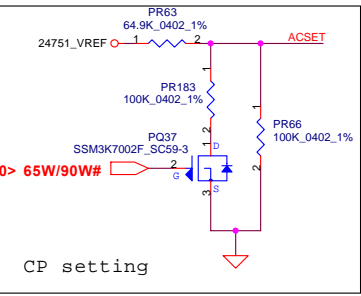 PR63
64.9K_0402_1%
24751_VREF
1
2
ACSET
1
PR183
100K_0402_1%
2
1
PR66
100K_0402_1%
2
PQ37
SSM3K7002F_SC59-3
1
D
0> 65W/90W#
2
G
S
3
CP setting